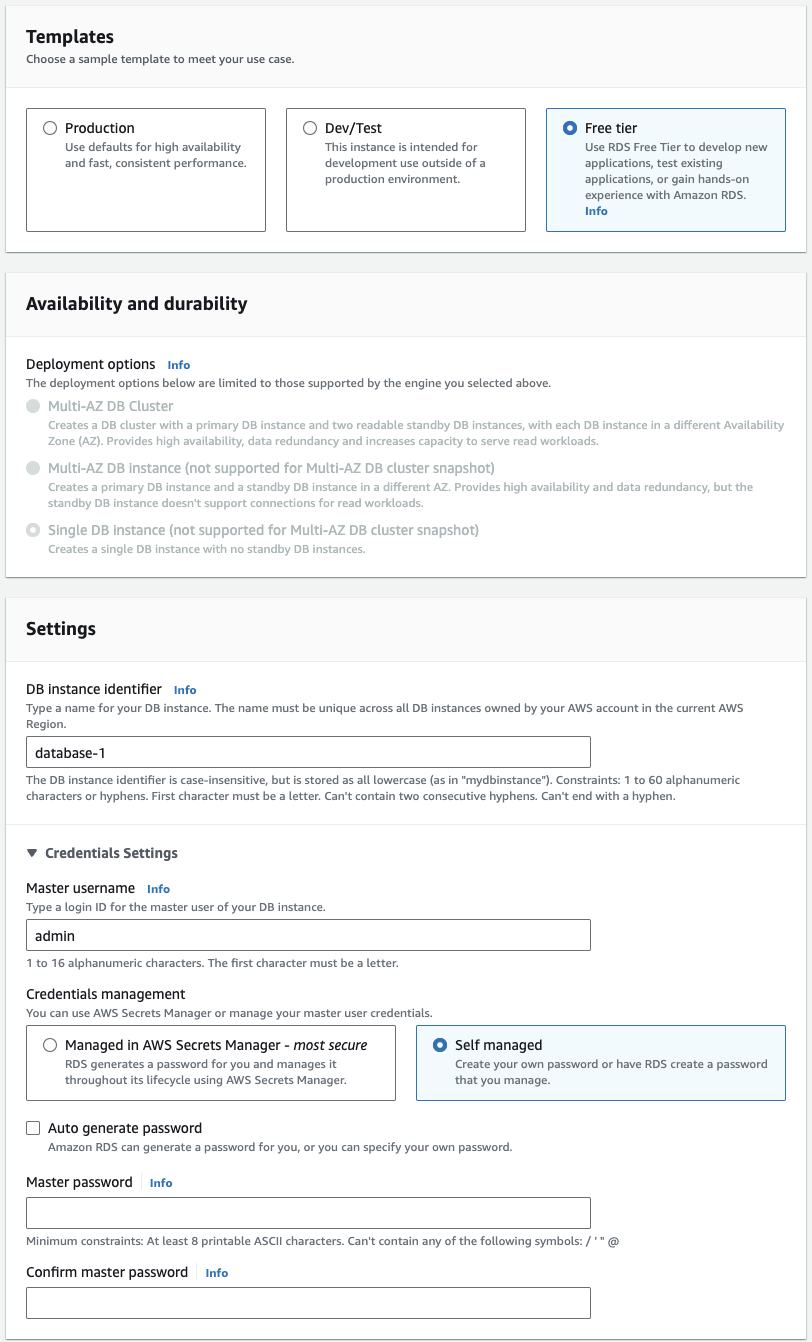 Templates
Choose a sample template to meet your use case.
Production
Use defaults for high availability
and fast, consistent performance.
Dev/Test
This instance is intended for
development use outside of a
production environment.
Free tier
Use RDS Free Tier to develop new
applications, test existing
applications, or gain hands-on
experience with Amazon RDS.
Info
Availability and durability
Deployment options Info
The deployment options below are limited to those supported by the engine you selected above.
Multi-AZ DB Cluster
Creates a DB cluster with a primary DB instance and two readable standby DB instances, with each DB instance in a different Availability
Zone (AZ). Provides high availability, data redundancy and increases capacity to serve read workloads.
Multi-AZ DB instance (not supported for Multi-AZ DB cluster snapshot)
Creates a primary DB instance and a standby DB instance in a different AZ. Provides high availability and data redundancy, but the
standby DB instance doesn't support connections for read workloads.
Single DB instance (not supported for Multi-AZ DB cluster snapshot)
Creates a single DB instance with no standby DB instances.
Settings
DB instance identifier Info
Type a name for your DB instance. The name must be unique across all DB instances owned by your AWS account in the current AWS
Region.
database-1
The DB instance identifier is case-insensitive, but is stored as all lowercase (as in "mydbinstance"). Constraints: 1 to 60 alphanumeric
characters or hyphens. First character must be a letter. Can't contain two consecutive hyphens. Can't end with a hyphen.
Credentials Settings
Master username Info
Type a login ID for the master user of your DB instance.
admin
1 to 16 alphanumeric characters. The first character must be a letter.
Credentials management
You can use AWS Secrets Manager or manage your master user credentials.
Managed in AWS Secrets Manager - most secure
RDS generates a password for you and manages it
throughout its lifecycle using AWS Secrets Manager.
Self managed
Create your own password or have RDS create a password
that you manage.
Auto generate password
Amazon RDS can generate a password for you, or you can specify your own password.
Master password Info
Minimum constraints: At least 8 printable ASCII characters. Can't contain any of the following symbols: / ' " @
Confirm master password Info